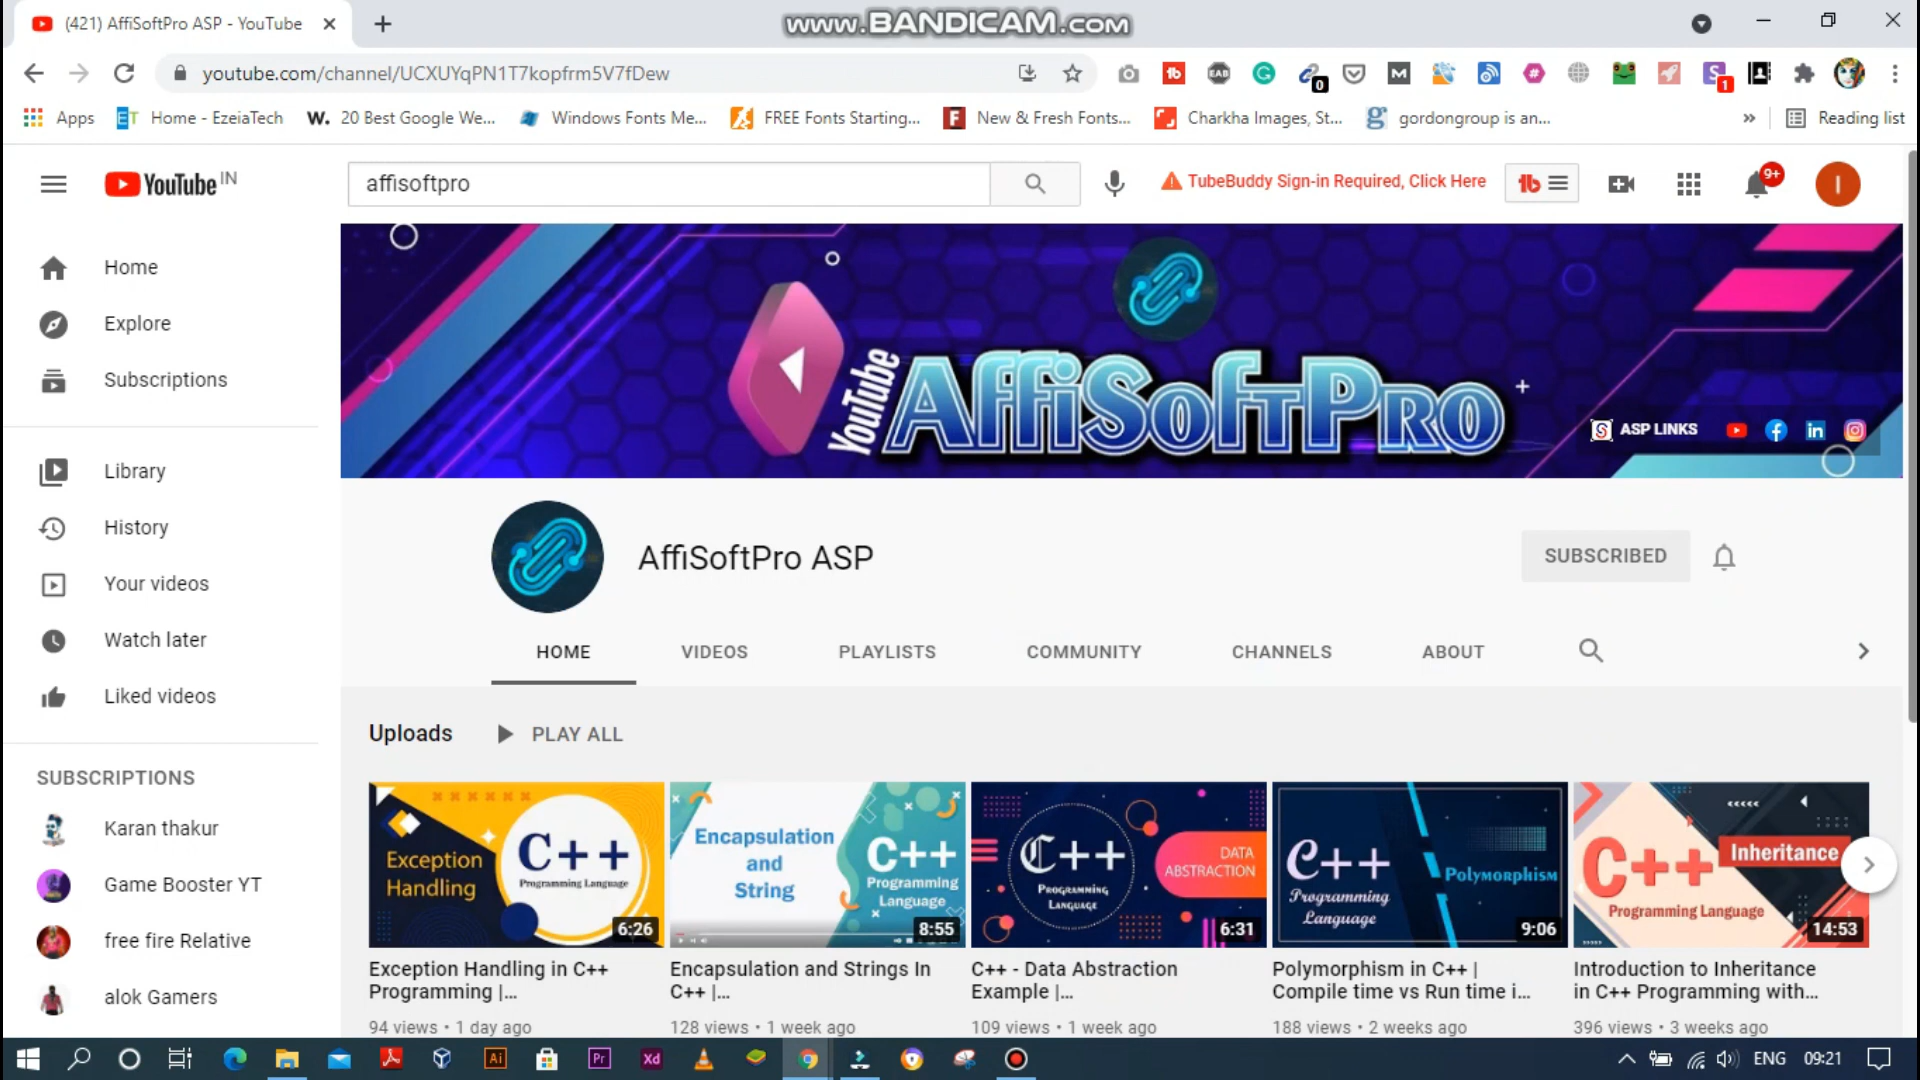 (421) AffiSoftPro ASP - YouTube
www.BANDICAM.com
youtube.com/channel/UCXUYqPN1T7kopfrm5V7fDew
Apps
Home - EzeiaTech
20 Best Google We...
Windows Fonts Me...
FREE Fonts Starting...
New & Fresh Fonts...
Charkha Images, St...
gordongroup is an...
Reading list
YouTube IN
affisoftpro
TubeBuddy Sign-in Required, Click Here
9+
I
Home
Explore
Subscriptions
Library
History
Your videos
Watch later
Liked videos
SUBSCRIPTIONS
Karan thakur
Game Booster YT
free fire Relative
alok Gamers
YouTube
AffiSoftPro
ASP LINKS
AffiSoftPro ASP
SUBSCRIBED
HOME
VIDEOS
PLAYLISTS
COMMUNITY
CHANNELS
ABOUT
Uploads
PLAY ALL
Exception
Handling
C++
Programming Language
6:26
Exception Handling in C++
Programming |...
94 views • 1 day ago
Encapsulation
and
String
C++
Programming
Language
8:55
Encapsulation and Strings In
C++ |...
128 views • 1 week ago
C++
Programming
Language
DATA
ABSTRACTION
6:31
C++ - Data Abstraction
Example |...
109 views • 1 week ago
C++
Programming
Language
Polymorphism
9:06
Polymorphism in C++ |
Compile time vs Run time i...
188 views • 2 weeks ago
C++
Inheritance
Programming Language
14:53
Introduction to Inheritance
in C++ Programming with...
396 views • 3 weeks ago
Ai
Pr
Xd
ENG
09:21